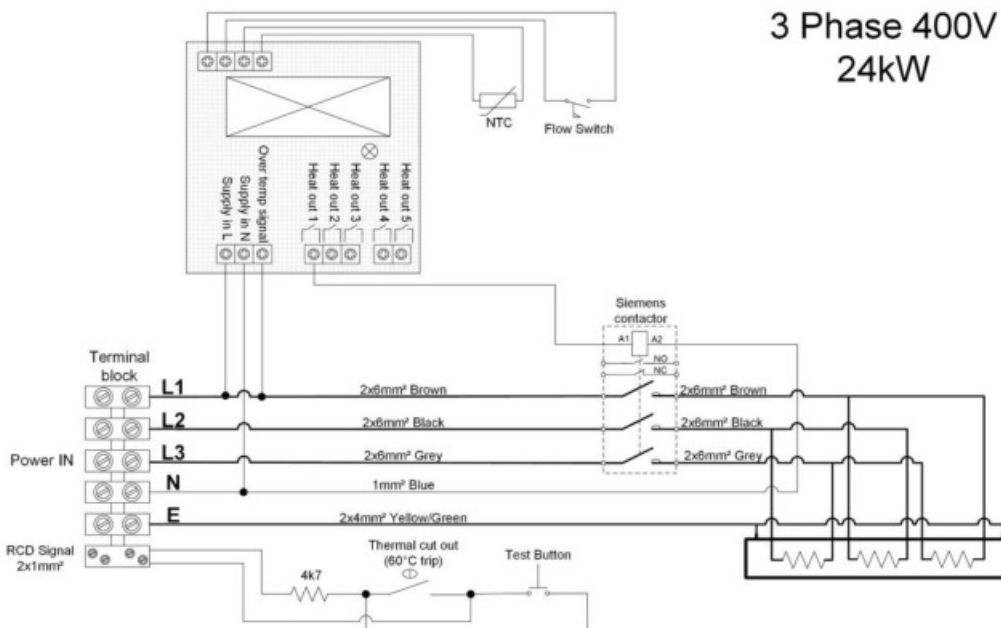 3 Phase 400V
24kW
NTC
Flow Switch
Supply in L
Supply in N
Over temp signal
Heat out 1
Heat out 2
Heat out 3
Heat out 4
Heat out 5
Siemens
contactor
A1
A2
NO
NC
Terminal
block
L1
2x6mm² Brown
2x6mm² Brown
L2
2x6mm² Black
2x6mm² Black
Power IN
L3
2x6mm² Grey
2x6mm² Grey
N
1mm² Blue
E
2x4mm² Yellow/Green
RCD Signal
2x1mm²
4k7
Thermal cut out
(60°C trip)
Test Button